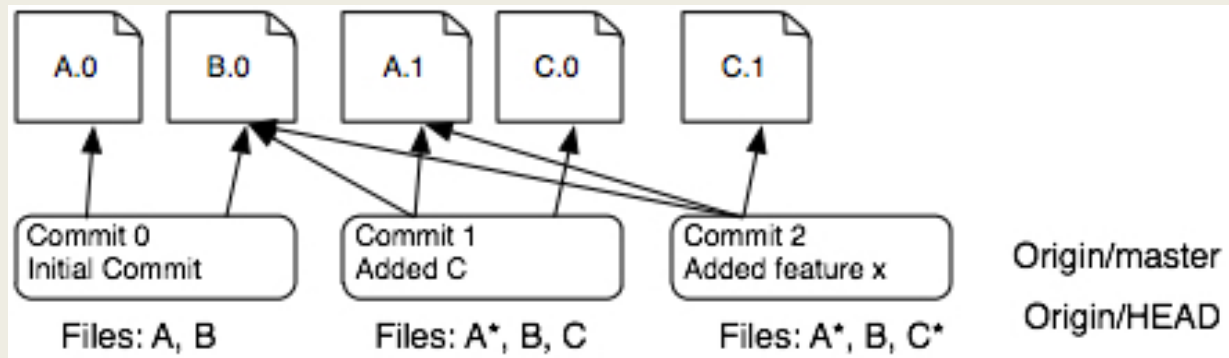 A.0
B.0
A.1
C.0
C.1
Commit 0
Initial Commit
Commit 1
Added C
Commit 2
Added feature x
Origin/master
Origin/HEAD
Files: A, B
Files: A*, B, C
Files: A*, B, C*